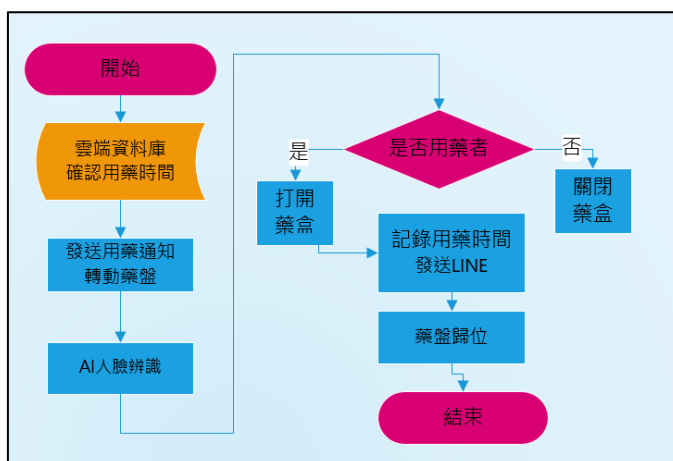 開始
雲端資料庫
確認用藥時間
發送用藥通知
轉動藥盤
AI人臉辨識
是否用藥者
是
否
打開
藥盒
關閉
藥盒
記錄用藥時間
發送LINE
藥盤歸位
結束